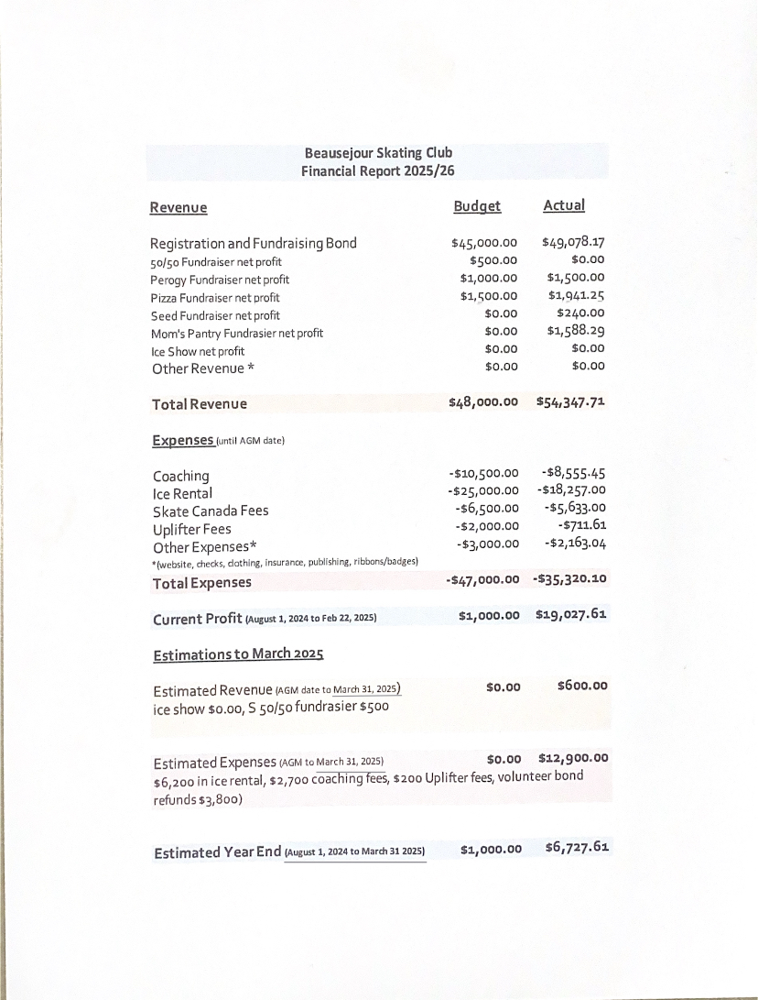 Beausejour Skating Club
Financial Report 2025/26
Revenue Budget Actual
Registration and Fundraising Bond $45,000.00 $49,078.17
50/50 Fundraiser net profit $500.00 $0.00
Perogy Fundraiser net profit $1,000.00 $1,500.00
Pizza Fundraiser net profit $1,500.00 $1,941.25
Seed Fundraiser net profit $0.00 $240.00
Mom's Pantry Fundrasier net profit $0.00 $1,588.29
Ice Show net profit $0.00 $0.00
Other Revenue * $0.00 $0.00
Total Revenue $48,000.00 $54,347.71
Expenses (until AGM date)
Coaching -$10,500.00 -$8,555.45
Ice Rental -$25,000.00 -$18,257.00
Skate Canada Fees -$6,500.00 -$5,633.00
Uplifter Fees -$2,000.00 -$711.61
Other Expenses* -$3,000.00 -$2,163.04
*(website, checks, clothing, insurance, publishing, ribbons/badges)
Total Expenses -$47,000.00 -$35,320.10
Current Profit (August 1, 2024 to Feb 22, 2025) $1,000.00 $19,027.61
Estimations to March 2025
Estimated Revenue (AGM date to March 31, 2025) $0.00 $600.00
ice show $0.00, S 50/50 fundrasier $500
Estimated Expenses (AGM to March 31, 2025) $0.00 $12,900.00
$6,200 in ice rental, $2,700 coaching fees, $200 Uplifter fees, volunteer bond
refunds $3,800)
Estimated Year End (August 1, 2024 to March 31 2025) $1,000.00 $6,727.61